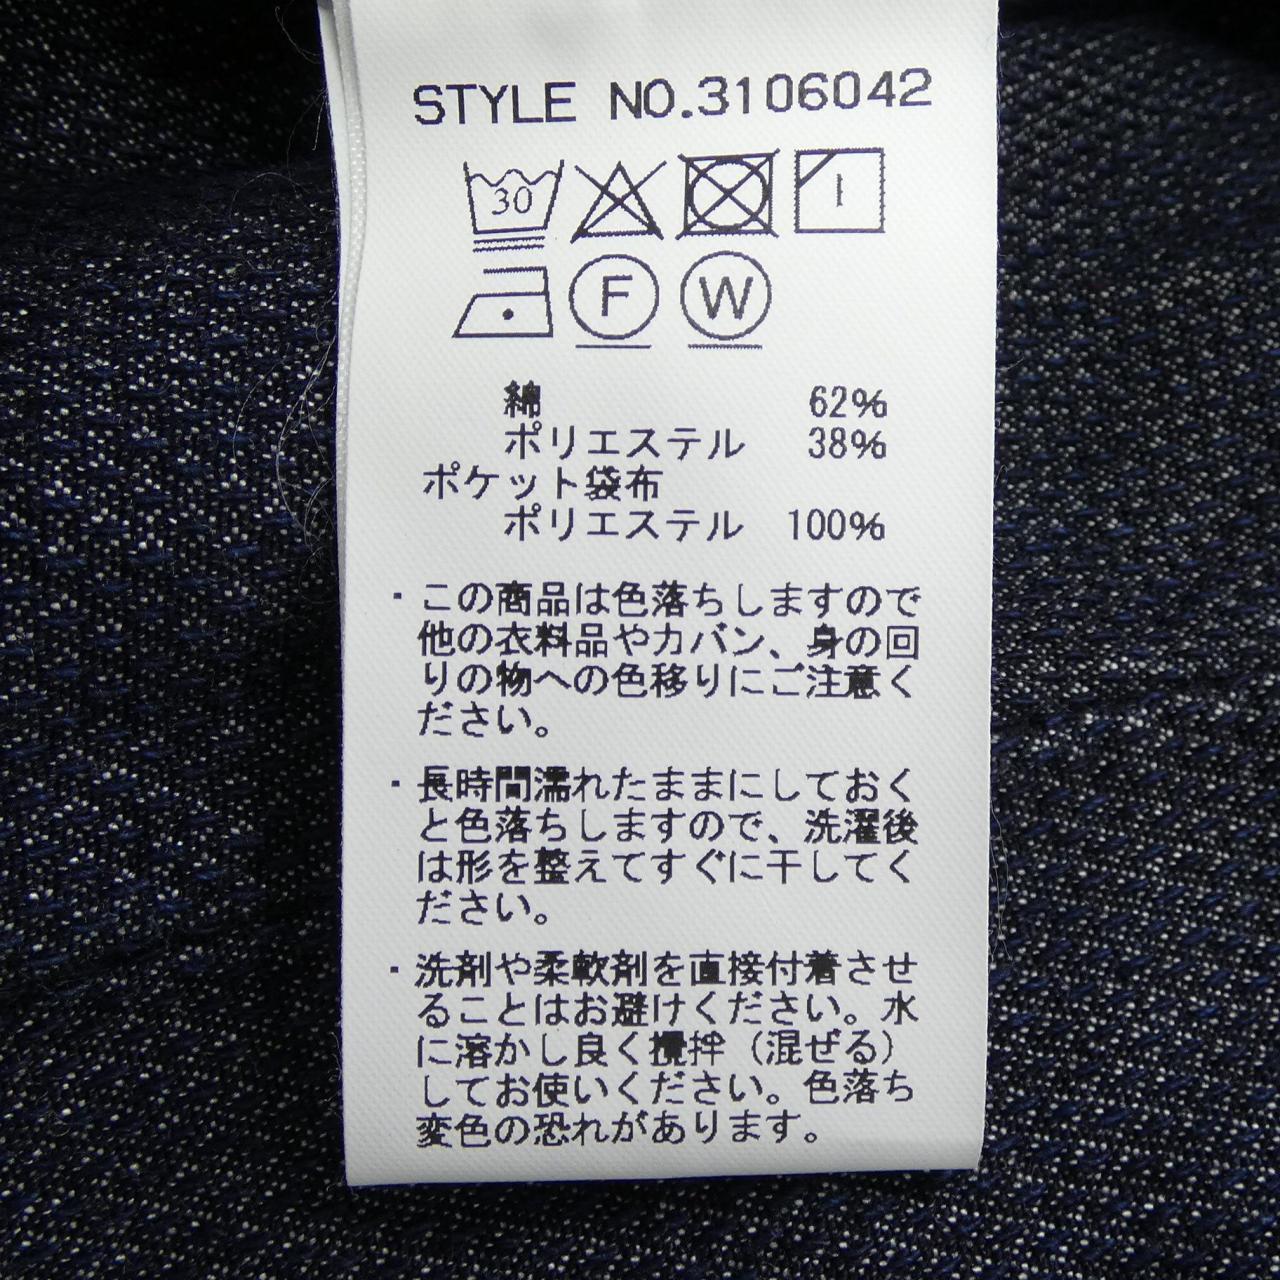 STYLE NO.3106042
30
F W
綿 62%
ポリエステル 38%
ポケット袋布
ポリエステル 100%
・この商品は色落ちしますので
他の衣料品やカバン、身の回
りの物への色移りにご注意く
ださい。
・長時間濡れたままにしておく
と色落ちしますので、洗濯後
は形を整えてすぐに干してく
ださい。
・洗剤や柔軟剤を直接付着させ
ることはお避けください。水
に溶かし良く攪拌（混ぜる）
してお使いください。色落ち
変色の恐れがあります。